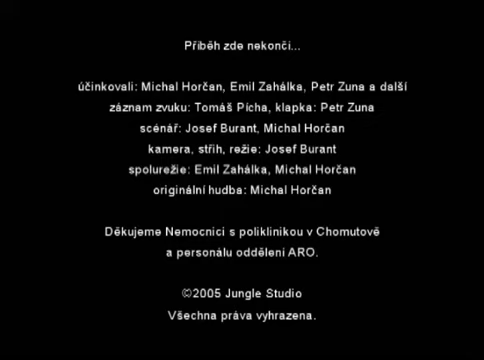 Příběh zde nekončí...
účinkovali: Michal Horčan, Emil Zahálka, Petr Zuna a další
záznam zvuku: Tomáš Pícha, klapka: Petr Zuna
scénář: Josef Burant, Michal Horčan
kamera, střih, režie: Josef Burant
spolurežie: Emil Zahálka, Michal Horčan
originální hudba: Michal Horčan
Děkujeme Nemocnici s poliklinikou v Chomutově
a personálu oddělení ARO.
©2005 Jungle Studio
Všechna práva vyhrazena.